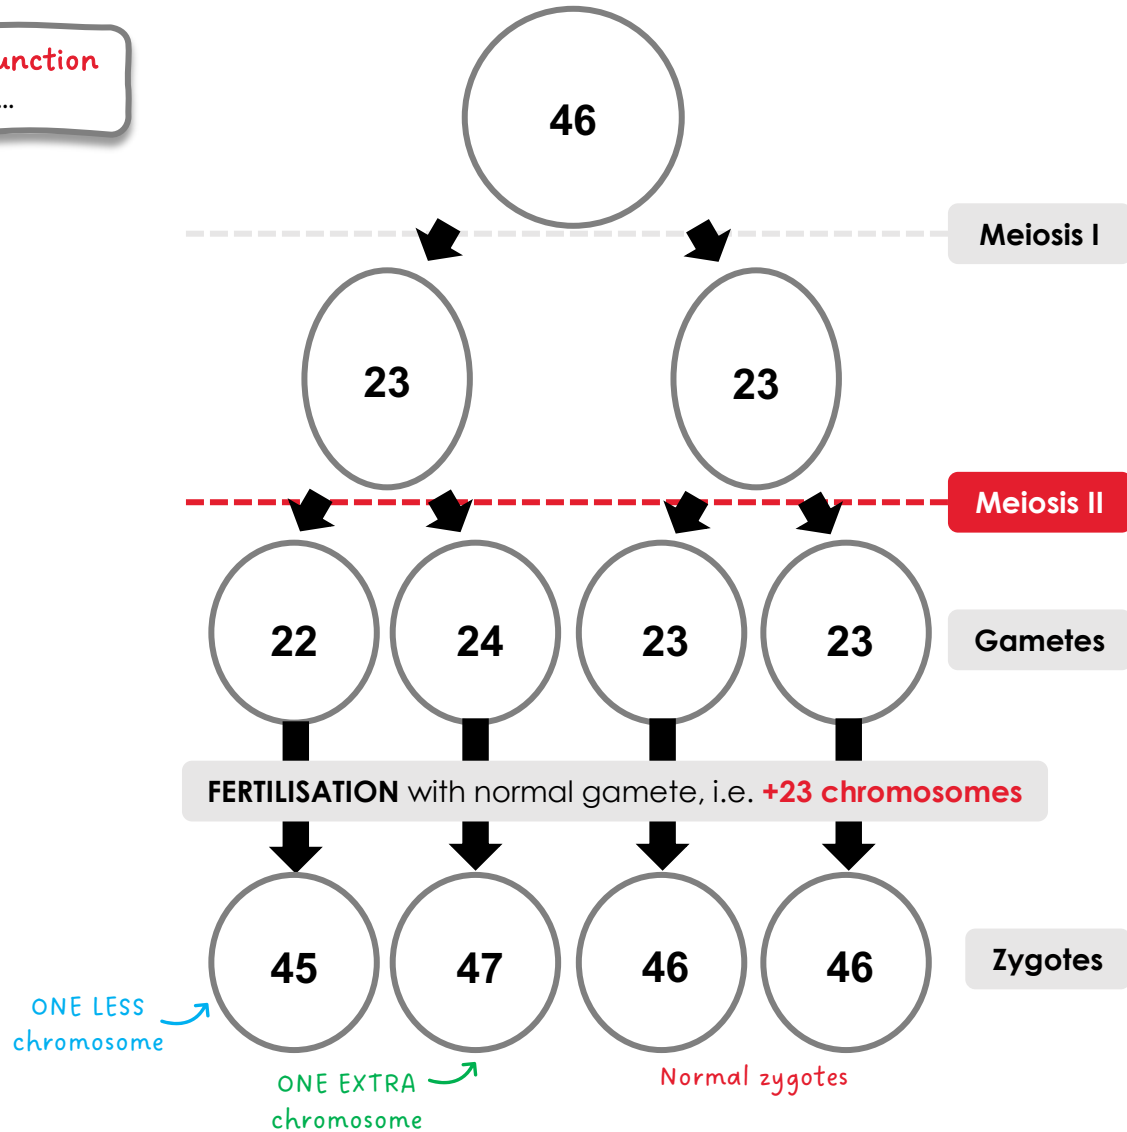 ...
46
Meiosis I
23 23
Meiosis II
22 24 23 23
Gametes
FERTILISATION with normal gamete, i.e. +23 chromosomes
45 47 46 46
Zygotes
ONE LESS
chromosome
ONE EXTRA
chromosome
Normal zygotes